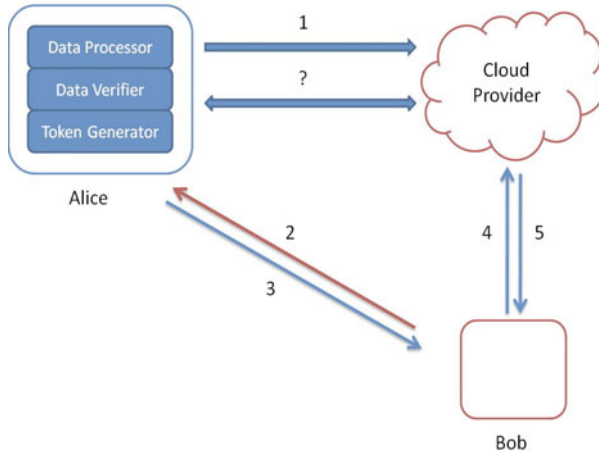 1
Data Processor
Data Verifier
Token Generator
?
Cloud
Provider
Alice
2
3
4
5
Bob